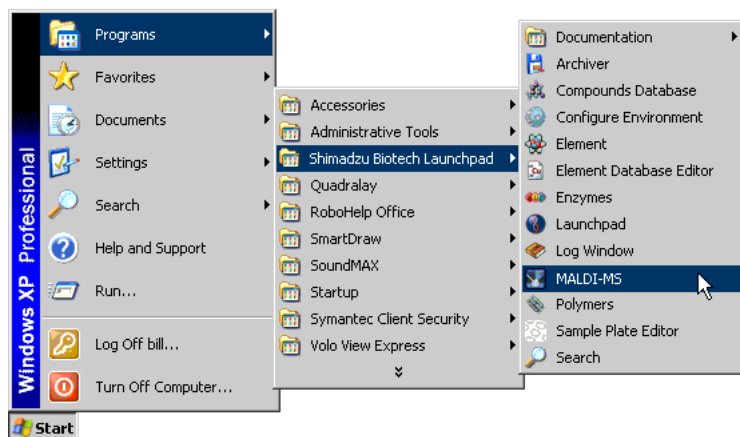 Programs
Favorites
Documents
Settings
Search
Help and Support
Run...
Log Off bill...
Turn Off Computer...
Windows XP Professional
Start
Accessories
Administrative Tools
Shimadzu Biotech Launchpad
Quadralay
RoboHelp Office
SmartDraw
SoundMAX
Startup
Symantec Client Security
Volo View Express
Documentation
Archiver
Compounds Database
Configure Environment
Element
Element Database Editor
Enzymes
Launchpad
Log Window
MALDI-MS
Polymers
Sample Plate Editor
Search